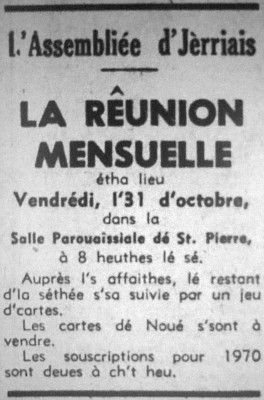 L'Assembliée d'Jèrriais
LA RÊUNION
MENSUELLE
étha lieu
Vendrédi, l'31 d'octobre,
dans la
Salle Parouaîssiale dé St. Pierre,
à 8 heuthes lé sé.
Auprès l's affaithes, lé restant
d'la séthée s'sa suivie par un jeu
d'cartes.
Les cartes dé Noué s'sont à
vendre.
Les souscriptions pour 1970
sont deues à ch't heu.